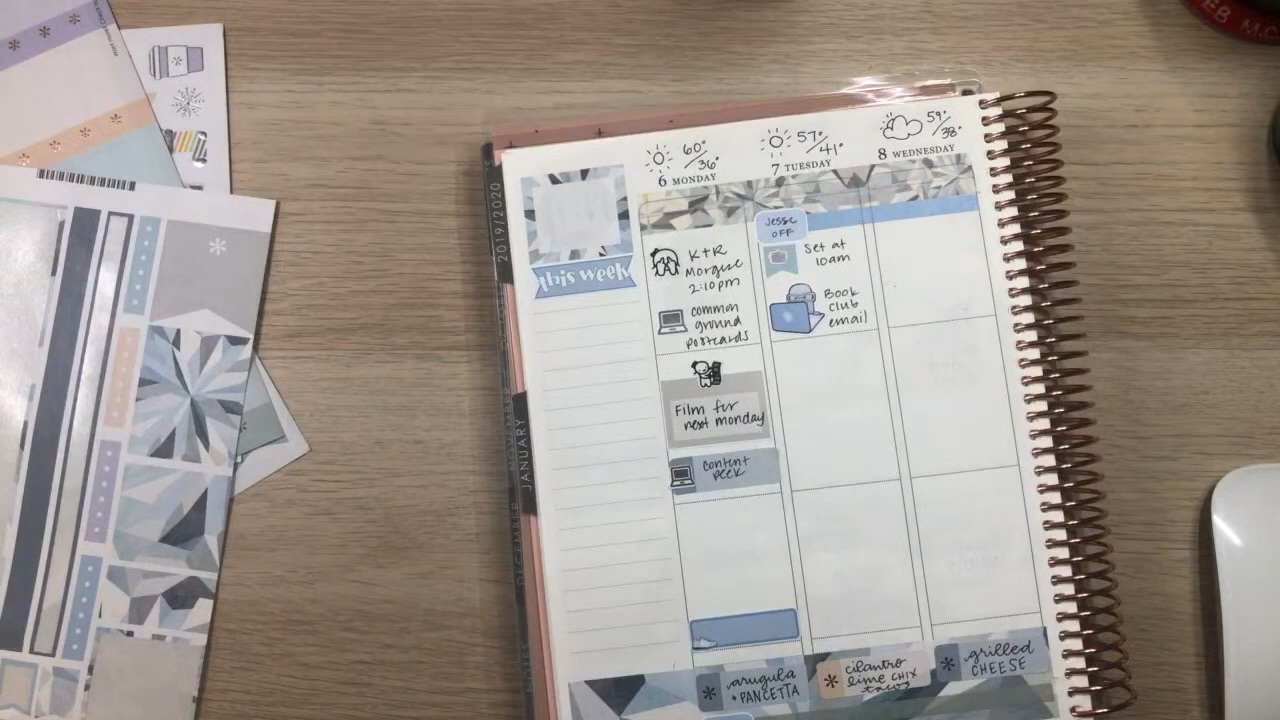 60°/36°
6 MONDAY
57°/41°
7 TUESDAY
59°/38°
8 WEDNESDAY
2019/2020
JANUARY
NOVEMBER
DECEMBER
this week
K+R
2:10pm
common
ground
postcards
Film for
next monday
content
peek
Jesse
OFF
Set at
10am
Book
club
email
arugula
+ PANCETTA
cilantro
lime CHX
tacos
grilled
CHEESE